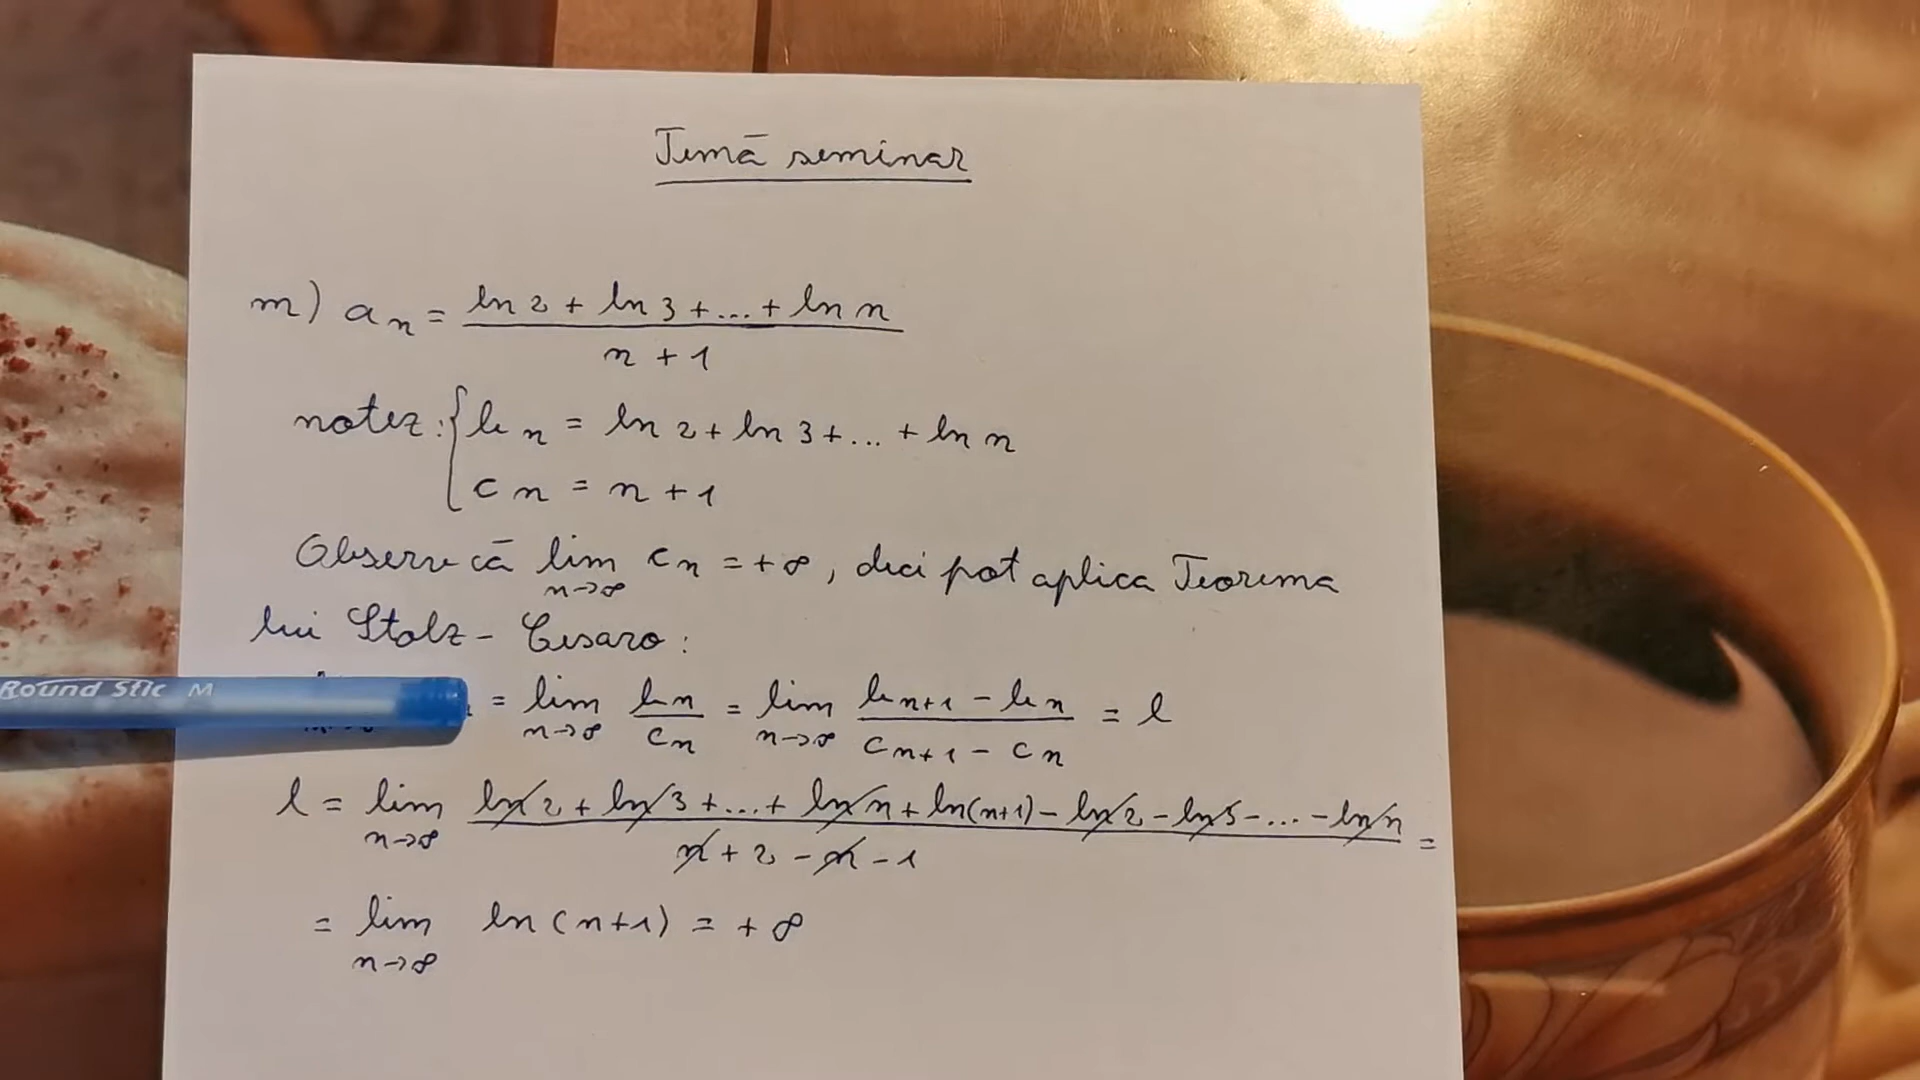 Temā seminar
m) an = ln 2 + ln 3 + ... + ln n / n + 1
notez: { bn = ln 2 + ln 3 + ... + ln n
cn = n + 1
Observ cā lim n→∞ cn = +∞, deci pot aplica Teorema
lui Stolz - Cesaro:
Round Stic M
= lim n→∞ bn / cn = lim n→∞ bn+1 - bn / cn+1 - cn = l
l = lim n→∞ ln 2 + ln 3 + ... + ln n + ln(n+1) - ln 2 - ln 3 - ... - ln n / n + 2 - n - 1 =
= lim n→∞ ln (n+1) = +∞